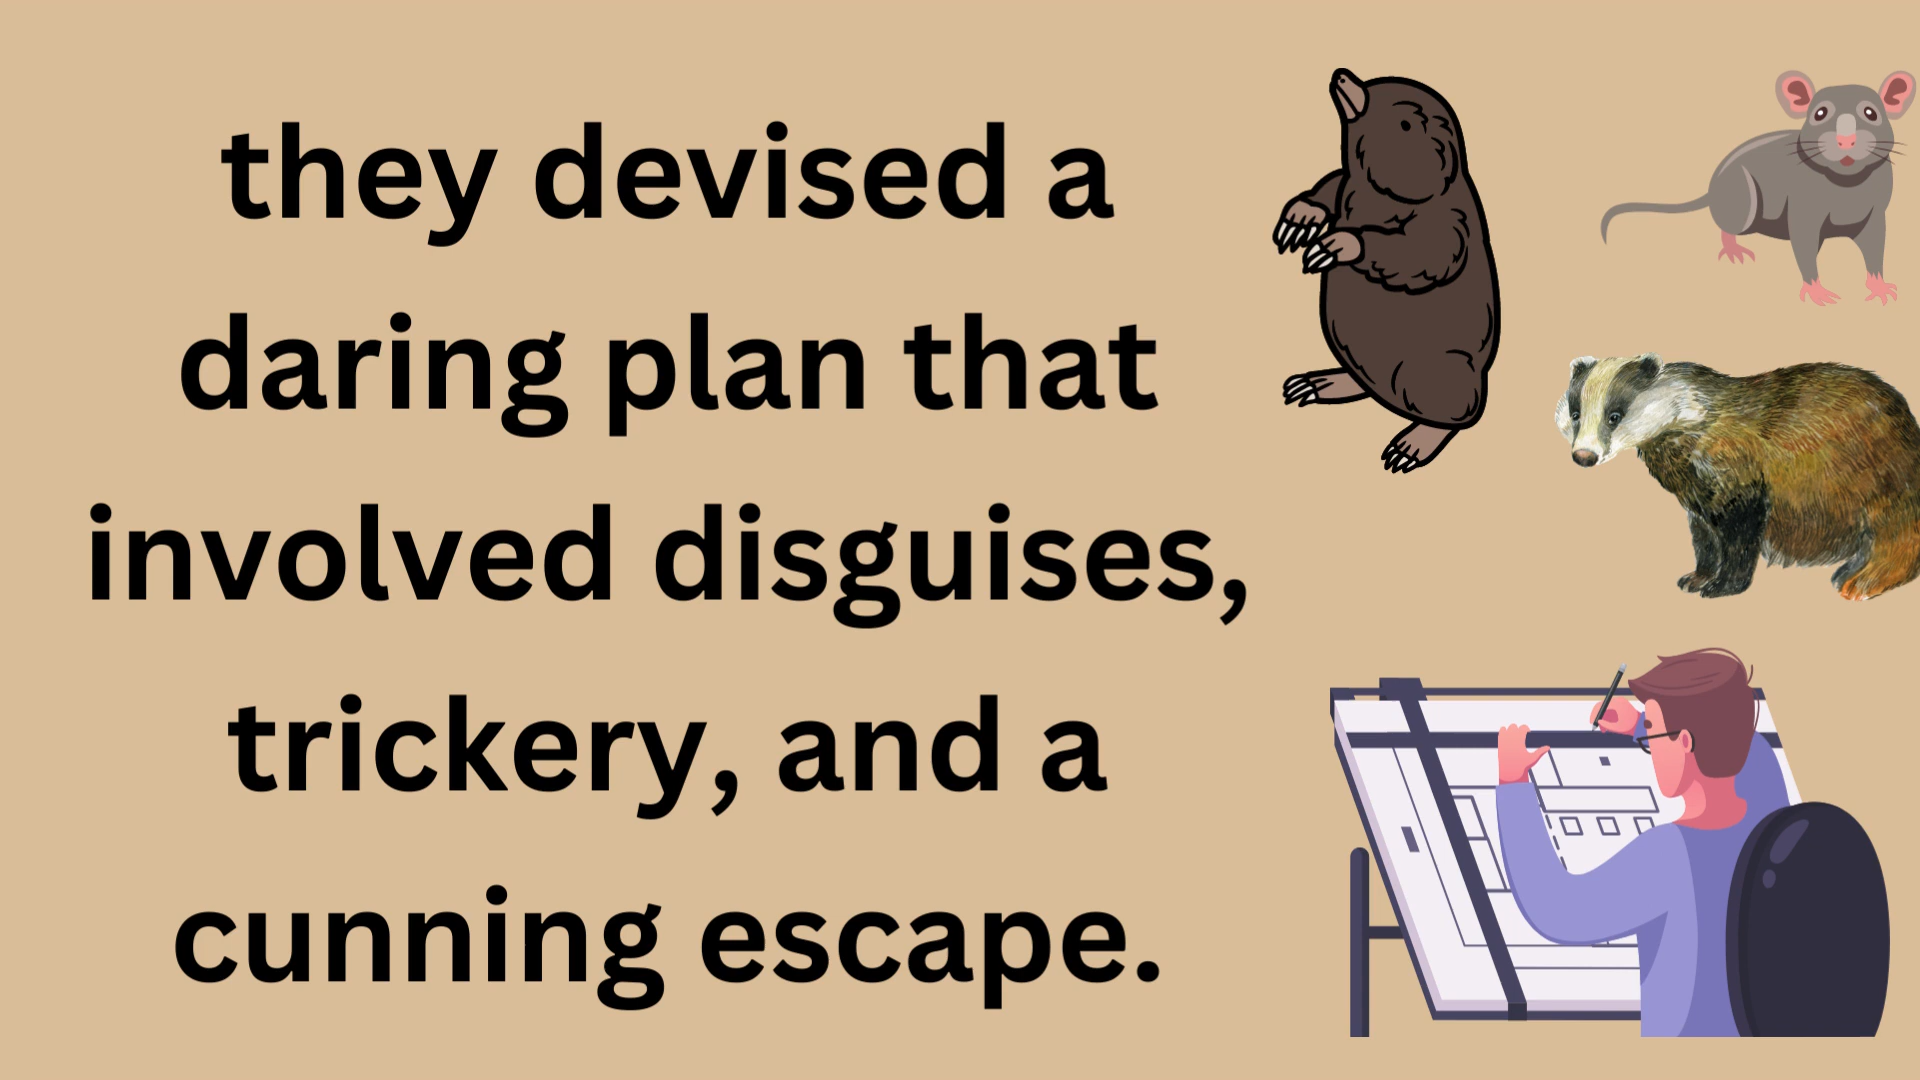 they devised a
daring plan that
involved disguises,
trickery, and a
cunning escape.